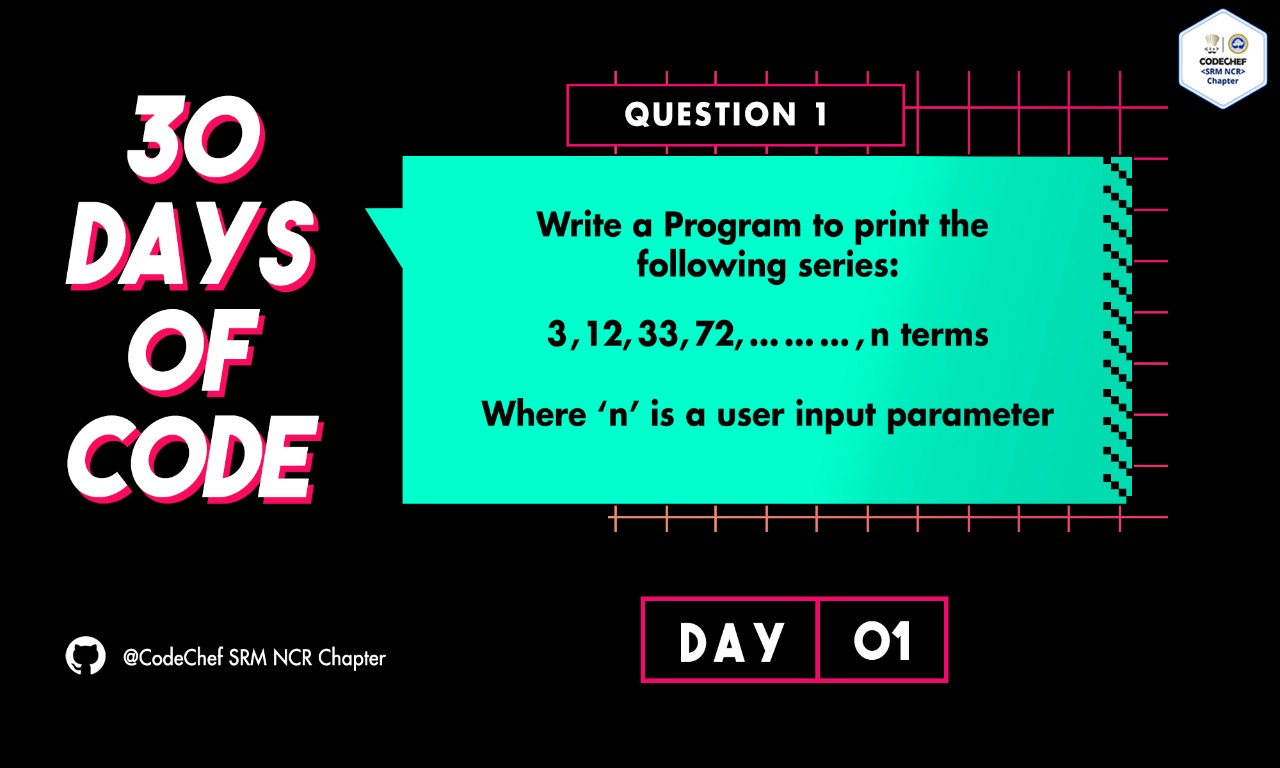 CODECHEF
<SRM NCR>
Chapter
30
DAYS
OF
CODE
QUESTION 1
Write a Program to print the
following series:
3,12,33,72,.........,n terms
Where ‘n’ is a user input parameter
DAY 01
@CodeChef SRM NCR Chapter